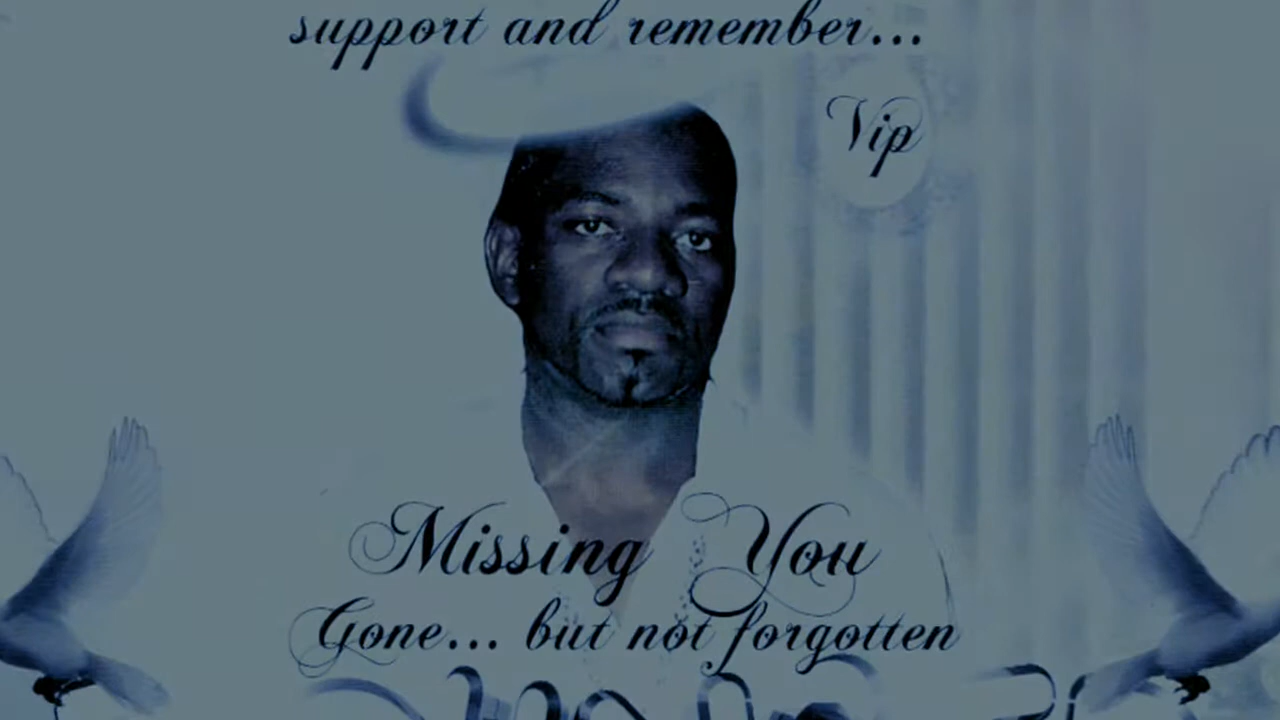 support and remember...
Vip
Missing You
Gone... but not forgotten